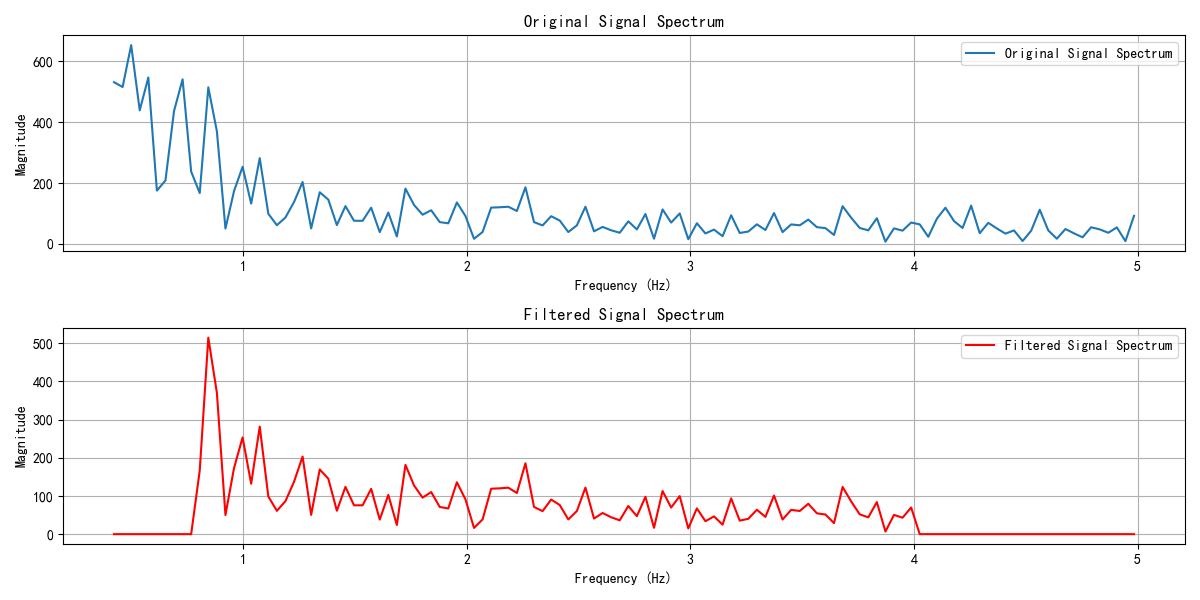 Original Signal Spectrum
Original Signal Spectrum
Magnitude
600
400
200
0
1
2
3
4
5
Frequency (Hz)
Filtered Signal Spectrum
Filtered Signal Spectrum
Magnitude
500
400
300
200
100
0
1
2
3
4
5
Frequency (Hz)